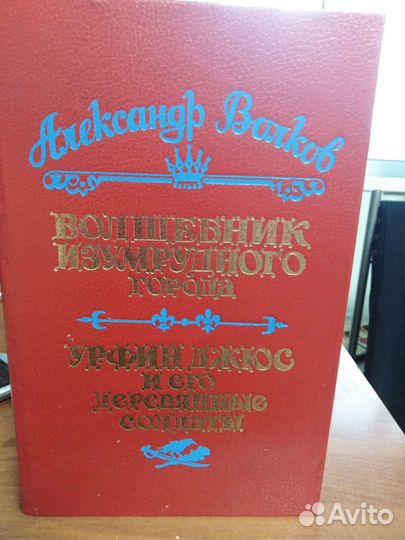 Александр Волков
ВОЛШЕБНИК
ИЗУМРУДНОГО
ГОРОДА
УРФИН ДЖЮС
И ЕГО
ДЕРЕВЯННЫЕ
СОЛДАТЫ
Avito